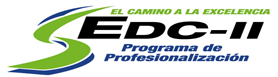 EL CAMINO A LA EXCELENCIA
EDC-II
Programa de
Profesionalización